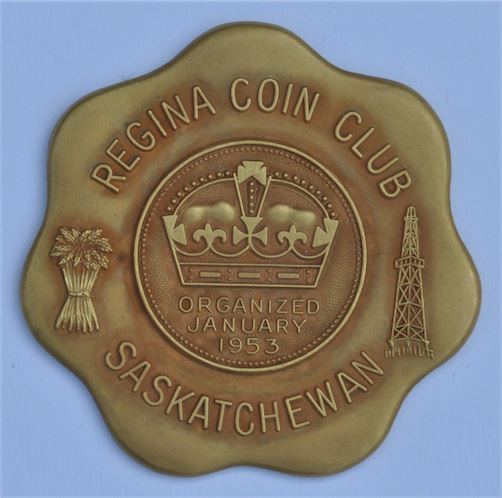 REGINA COIN CLUB
ORGANIZED
JANUARY
1953
SASKATCHEWAN